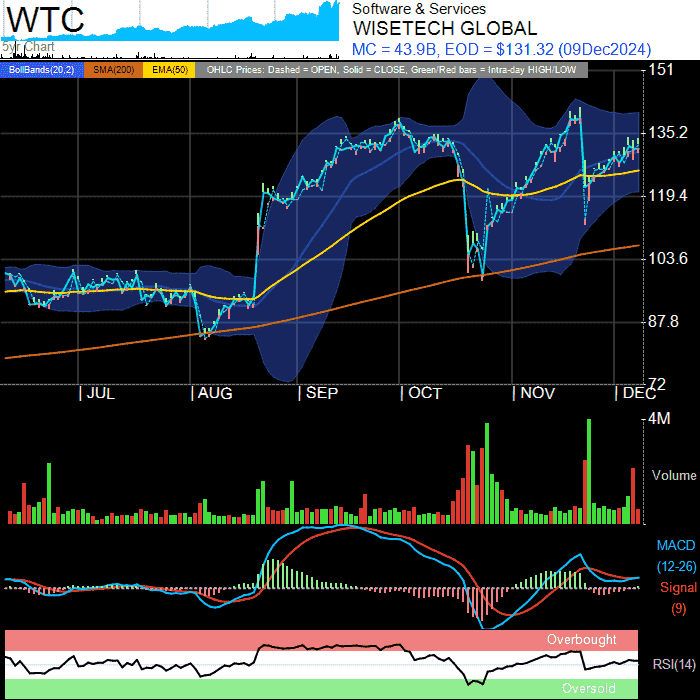 WTC
5yr Chart
Software & Services
WISETECH GLOBAL
MC = 43.9B, EOD = $131.32 (09Dec2024)
BollBands(20,2) SMA(200) EMA(50) OHLC Prices: Dashed = OPEN, Solid = CLOSE, Green/Red bars = Intra-day HIGH/LOW
151
135.2
119.4
103.6
87.8
72
JUL AUG SEP OCT NOV DEC
4M
Volume
MACD
(12-26)
Signal
(9)
Overbought
RSI(14)
Oversold